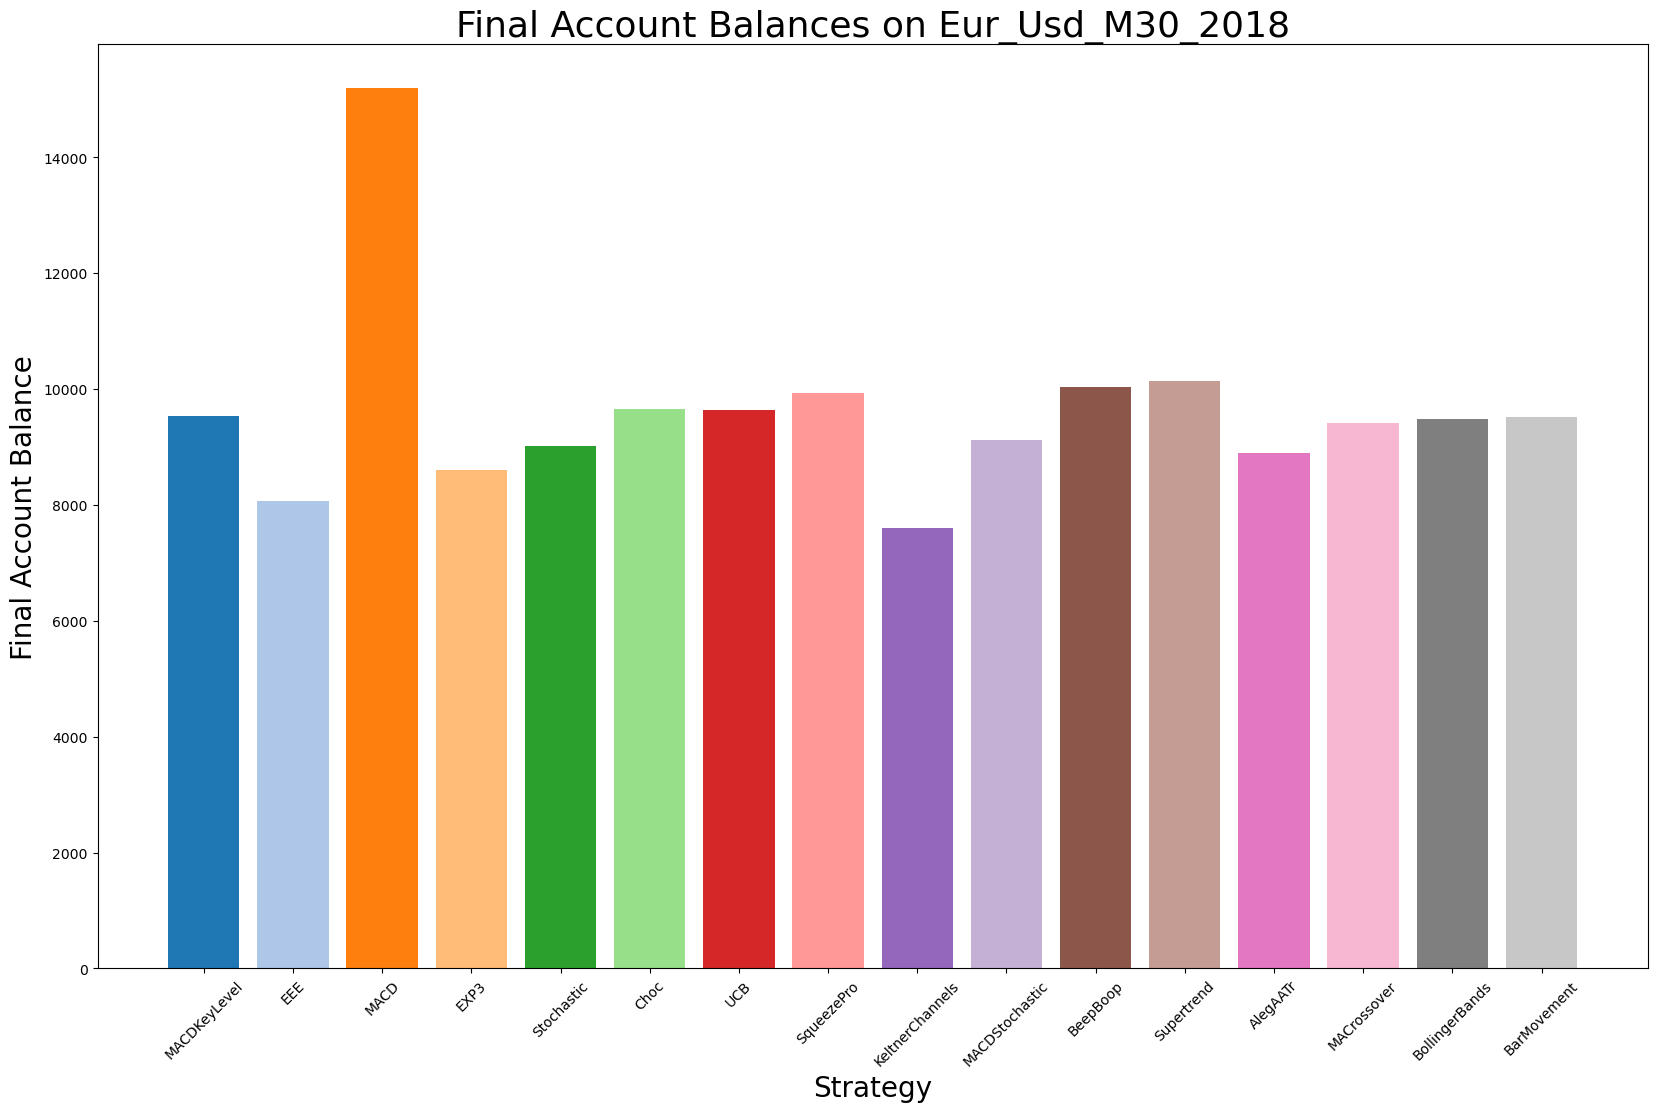 Final Account Balances on Eur_Usd_M30_2018
Final Account Balance
14000
12000
10000
8000
6000
4000
2000
0
MACDKeyLevel
EEE
MACD
EXP3
Stochastic
Choc
UCB
SqueezePro
KeltnerChannels
MACDStochastic
BeepBoop
Supertrend
AlegAATr
MACrossover
BollingerBands
BarMovement
Strategy